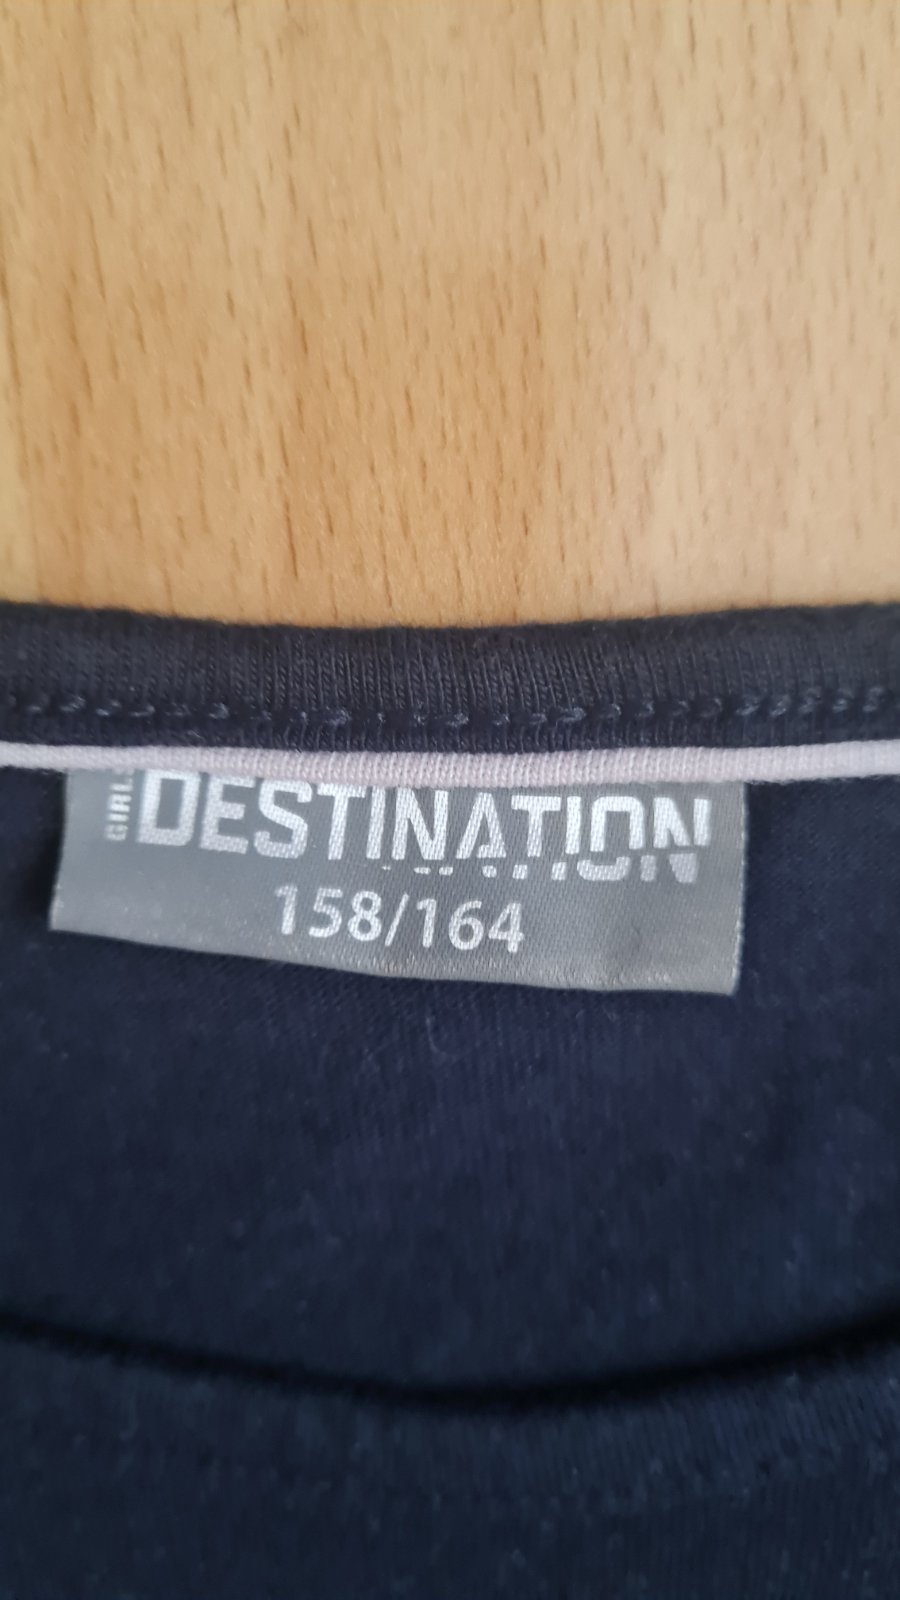 GIRLS
DESTINATION
158/164